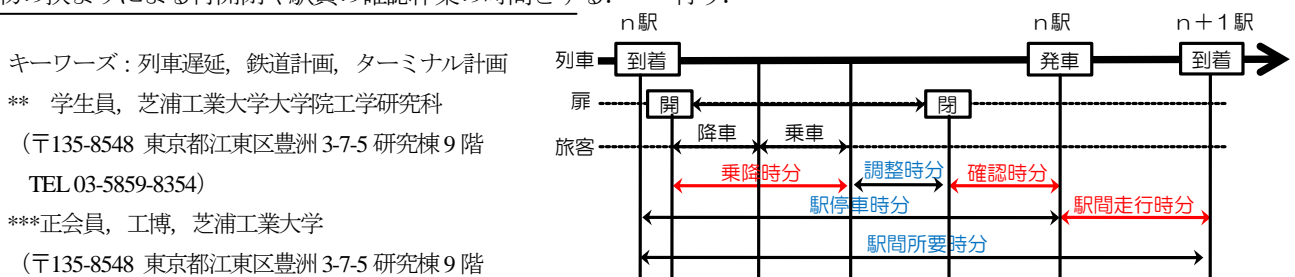 キーワーズ：列車遅延，鉄道計画，ターミナル計画
** 学生員，芝浦工業大学大学院工学研究科
（〒135-8548 東京都江東区豊洲 3-7-5 研究棟 9 階
TEL 03-5859-8354）
***正会員，工博，芝浦工業大学
（〒135-8548 東京都江東区豊洲 3-7-5 研究棟 9 階
n駅 n駅 n＋1駅
列車 到着 発車 到着
扉 開 閉
降車 乗車
旅客
乗降時分 調整時分 確認時分
駅停車時分 駅間走行時分
駅間所要時分